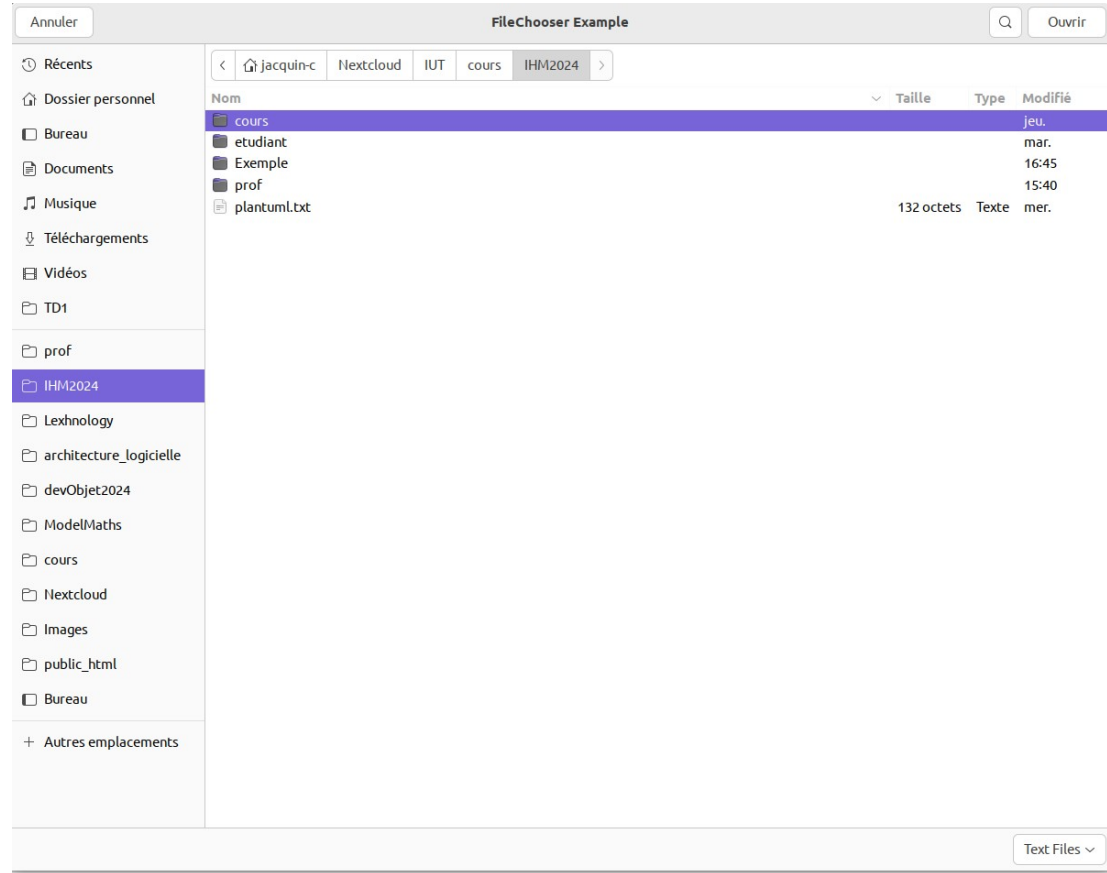 Annuler FileChooser Example Ouvrir
Récents
Dossier personnel
Bureau
Documents
Musique
Téléchargements
Vidéos
TD1
prof
IHM2024
Lexhnology
architecture_logicielle
devObjet2024
ModelMaths
cours
Nextcloud
Images
public_html
Bureau
+ Autres emplacements
jacquin-c Nextcloud IUT cours IHM2024
Nom Taille Type Modifié
cours jeu.
etudiant mar.
Exemple 16:45
prof 15:40
plantuml.txt 132 octets Texte mer.
Text Files